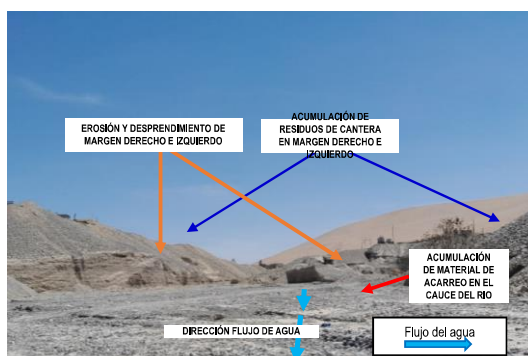 EROSIÓN Y DESPRENDIMIENTO DE
MARGEN DERECHO E IZQUIERDO
ACUMULACIÓN DE
RESIDUOS DE CANTERA
EN MARGEN DERECHO E
IZQUIERDO
ACUMULACIÓN
DE MATERIAL DE
ACARREO EN EL
CAUCE DEL RIO
DIRECCIÓN FLUJO DE AGUA
Flujo del agua